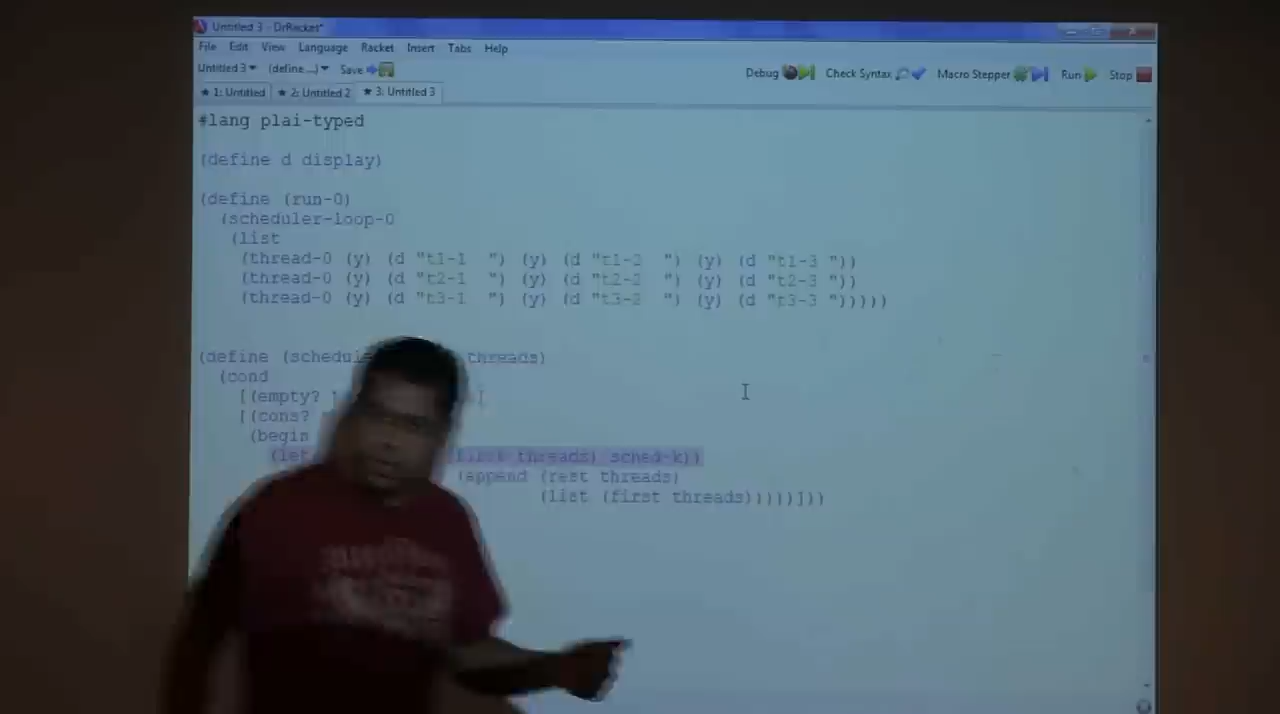 Untitled 3 - DrRacket*
File Edit View Language Racket Insert Tabs Help
Untitled 3 (define ...) Save Debug Check Syntax Macro Stepper Run Stop
1: Untitled 2: Untitled 2 3: Untitled 3
#lang plai-typed
(define d display)
(define (run-0)
(scheduler-loop-0
(list
(thread-0 (y) (d "t1-1 ") (y) (d "t1-2 ") (y) (d "t1-3 "))
(thread-0 (y) (d "t2-1 ") (y) (d "t2-2 ") (y) (d "t2-3 "))
(thread-0 (y) (d "t3-1 ") (y) (d "t3-2 ") (y) (d "t3-3 ")))))
(define threads)
(cond
[(empty? ]
[(cons?
(begin
(let threads) sched-k))
(append (rest threads)
(list (first threads)))))]))